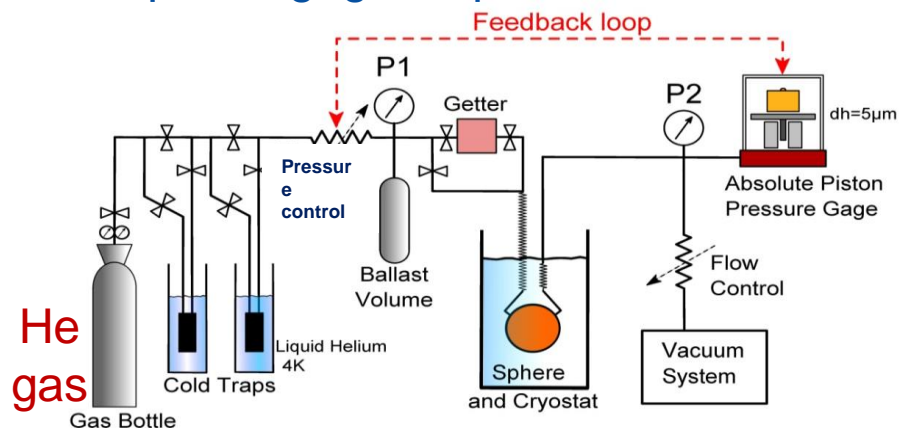 Feedback loop
P1
Getter
P2
dh=5µm
Pressur
e
control
Absolute Piston
Pressure Gage
Ballast
Volume
Flow
Control
He
gas
Liquid Helium
4K
Cold Traps
Gas Bottle
Sphere
and Cryostat
Vacuum
System